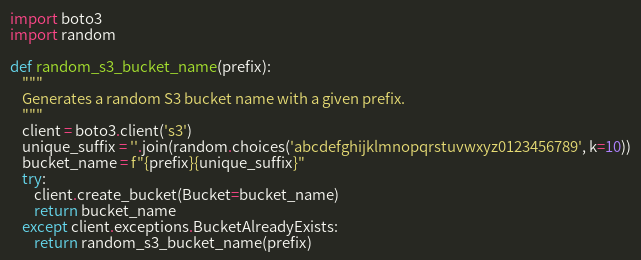 import boto3
import random

def random_s3_bucket_name(prefix):
    """
    Generates a random S3 bucket name with a given prefix.
    """
    client = boto3.client('s3')
    unique_suffix = ''.join(random.choices('abcdefghijklmnopqrstuvwxyz0123456789', k=10))
    bucket_name = f"{prefix}{unique_suffix}"
    try:
        client.create_bucket(Bucket=bucket_name)
        return bucket_name
    except client.exceptions.BucketAlreadyExists:
        return random_s3_bucket_name(prefix)